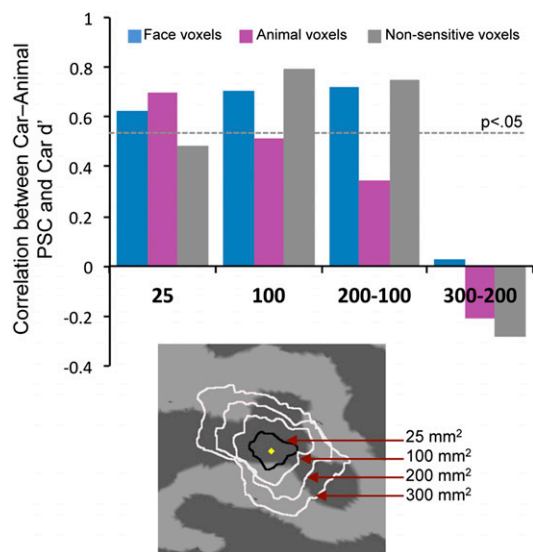 Correlation between Car–Animal
PSC and Car d’
1
0.8
0.6
0.4
0.2
0
-0.2
-0.4
Face voxels
Animal voxels
Non-sensitive voxels
p<.05
25
100
200-100
300-200
25 mm²
100 mm²
200 mm²
300 mm²